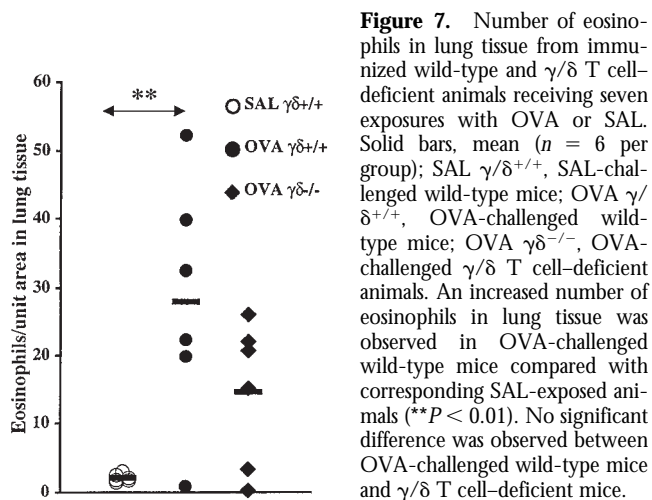 60
50
40
30
20
10
0
Eosinophils/unit area in lung tissue
**
SAL γδ+/+
OVA γδ+/+
OVA γδ-/-
Figure 7. Number of eosino-
phils in lung tissue from immu-
nized wild-type and γ/δ T cell–
deficient animals receiving seven
exposures with OVA or SAL.
Solid bars, mean (n = 6 per
group); SAL γ/δ+/+, SAL-chal-
lenged wild-type mice; OVA γ/
δ+/+, OVA-challenged wild-
type mice; OVA γδ−/−, OVA-
challenged γ/δ T cell–deficient
animals. An increased number of
eosinophils in lung tissue was
observed in OVA-challenged
wild-type mice compared with
corresponding SAL-exposed ani-
mals (**P < 0.01). No significant
difference was observed between
OVA-challenged wild-type mice
and γ/δ T cell–deficient mice.